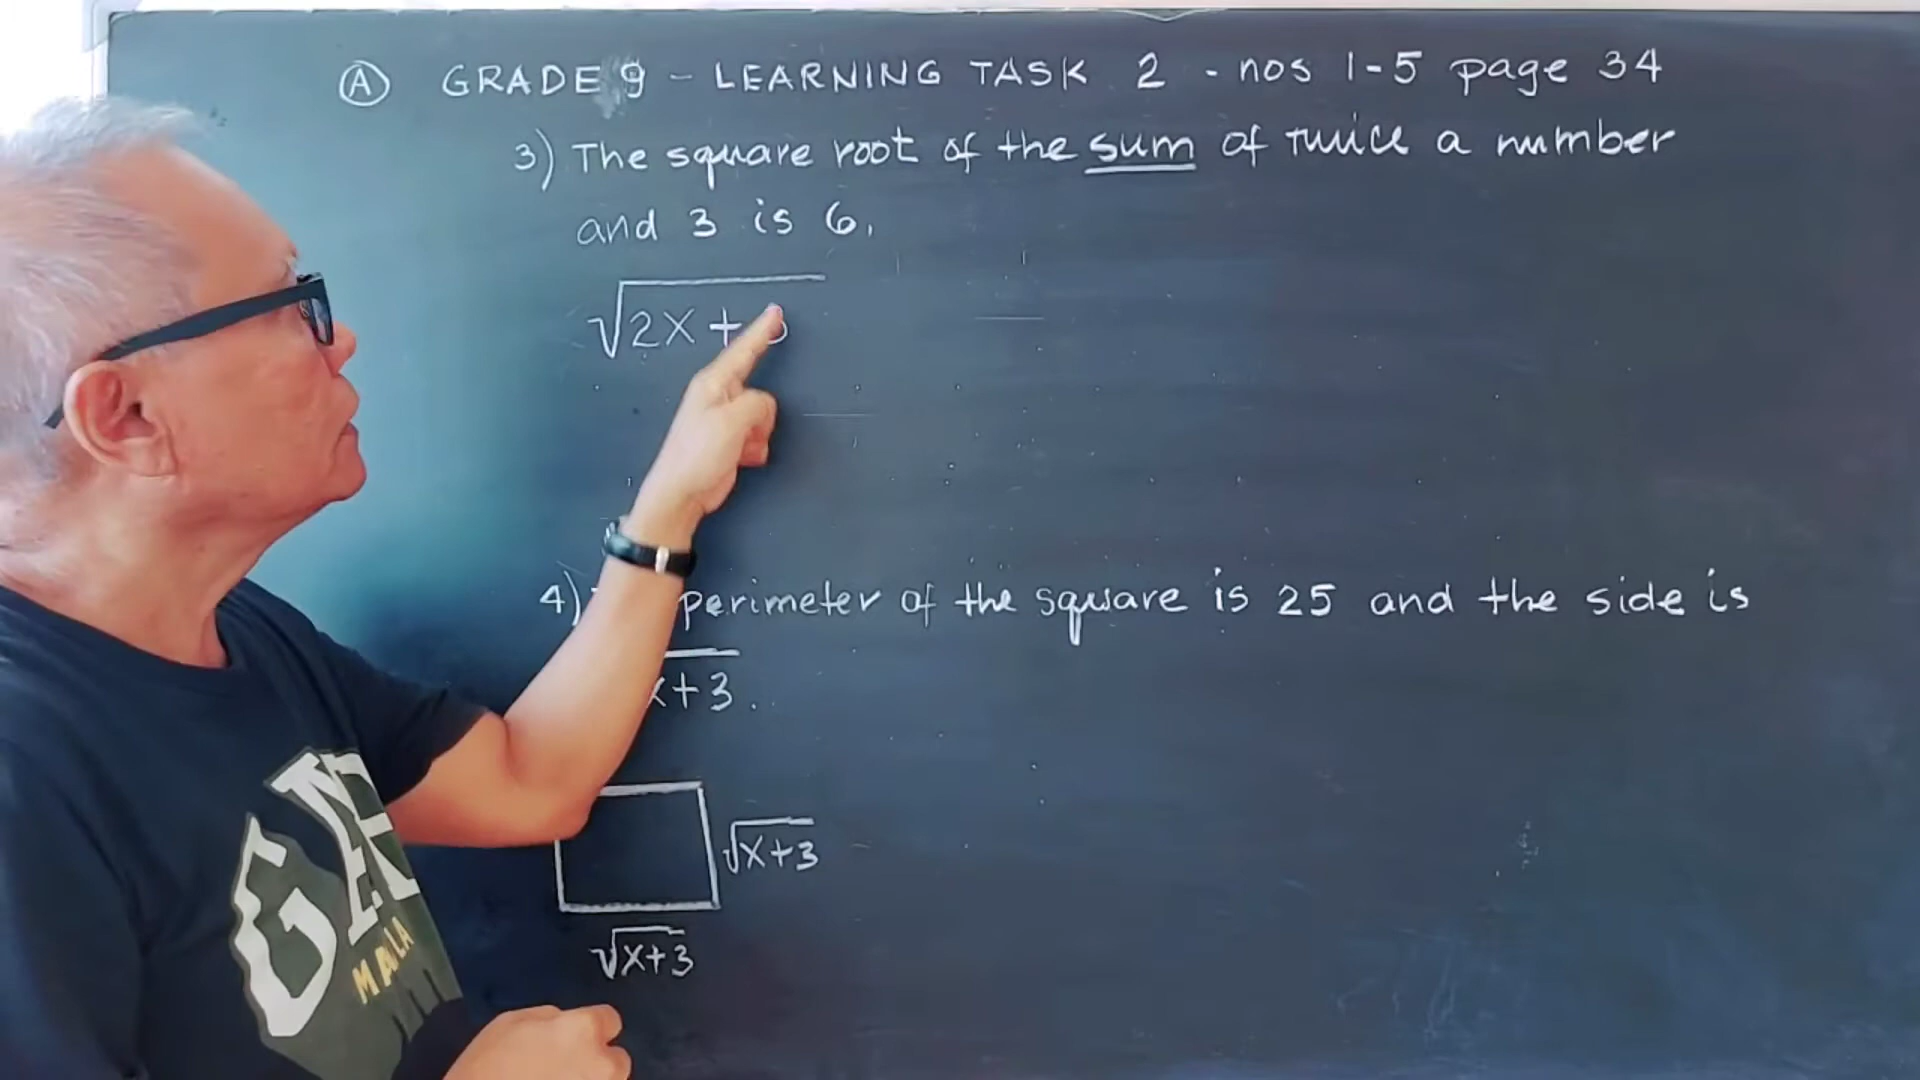 Ⓐ GRADE 9 - LEARNING TASK 2 - nos 1-5 page 34
3) The square root of the sum of twice a number
and 3 is 6.
√2X +
4) perimeter of the square is 25 and the side is
x+3.
√x+3
√x+3